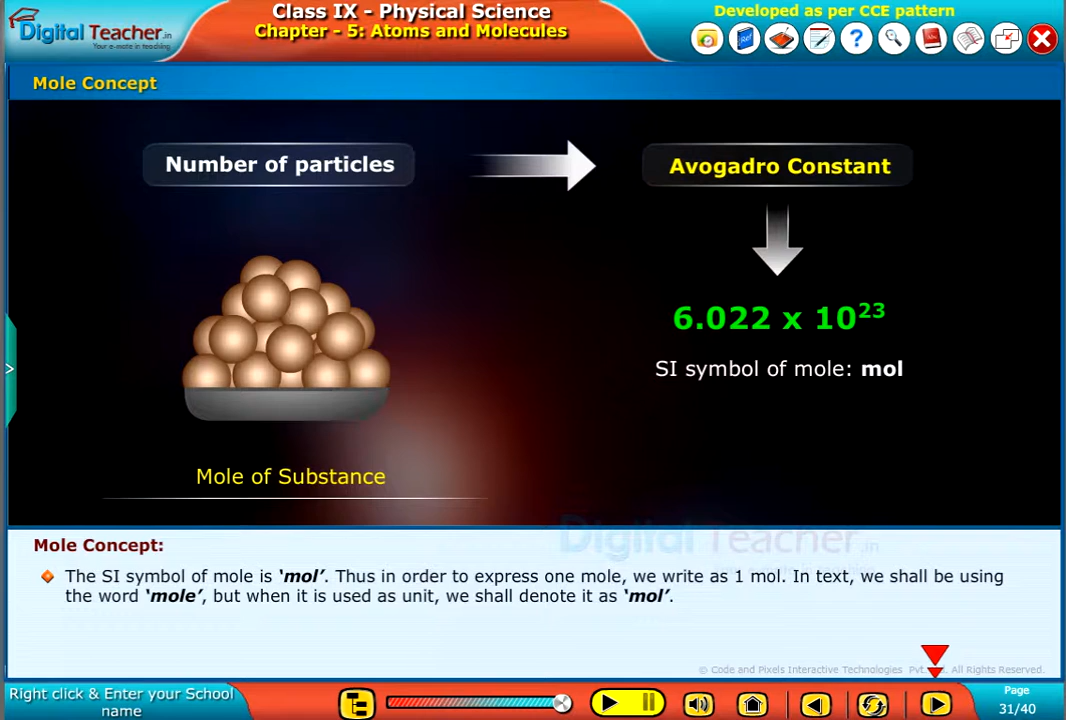 Digital Teacher.in
Your e-mate in teaching
Class IX - Physical Science
Chapter - 5: Atoms and Molecules
Developed as per CCE pattern
Ref
?
Mole Concept
Number of particles
Avogadro Constant
6.022 x 10²³
SI symbol of mole: mol
>
Mole of Substance
Digital Teacher.in
Mole Concept:
The SI symbol of mole is ‘mol’. Thus in order to express one mole, we write as 1 mol. In text, we shall be using
the word ‘mole’, but when it is used as unit, we shall denote it as ‘mol’.
© Code and Pixels Interactive Technologies Pvt. All Rights Reserved.
Right click & Enter your School
name
Page
31/40